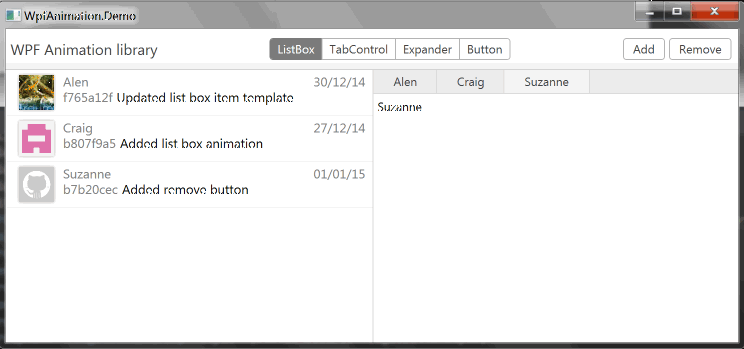 WpfAnimation.Demo
WPF Animation library
ListBox TabControl Expander Button
Add Remove
Alen 30/12/14
f765a12f Updated list box item template
Craig 27/12/14
b807f9a5 Added list box animation
Suzanne 01/01/15
b7b20cec Added remove button
Alen Craig Suzanne
Suzanne